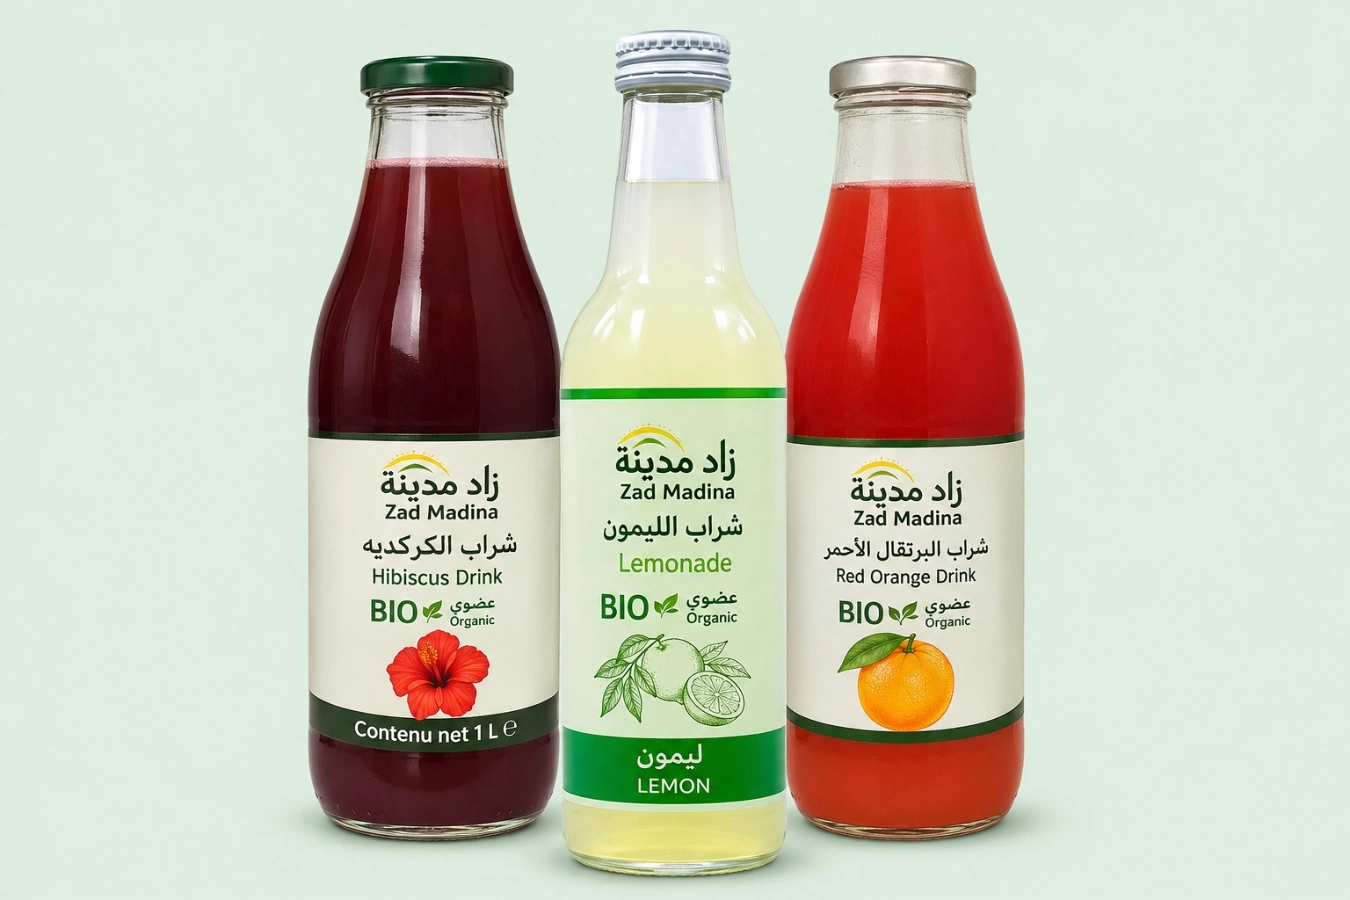 زاد مدينة
Zad Madina
شراب الكركديه
Hibiscus Drink
BIO
عضوي
Organic
Contenu net 1 L ℮
زاد مدينة
Zad Madina
شراب الليمون
Lemonade
BIO
عضوي
Organic
ليمون
LEMON
زاد مدينة
Zad Madina
شراب البرتقال الأحمر
Red Orange Drink
BIO
عضوي
Organic